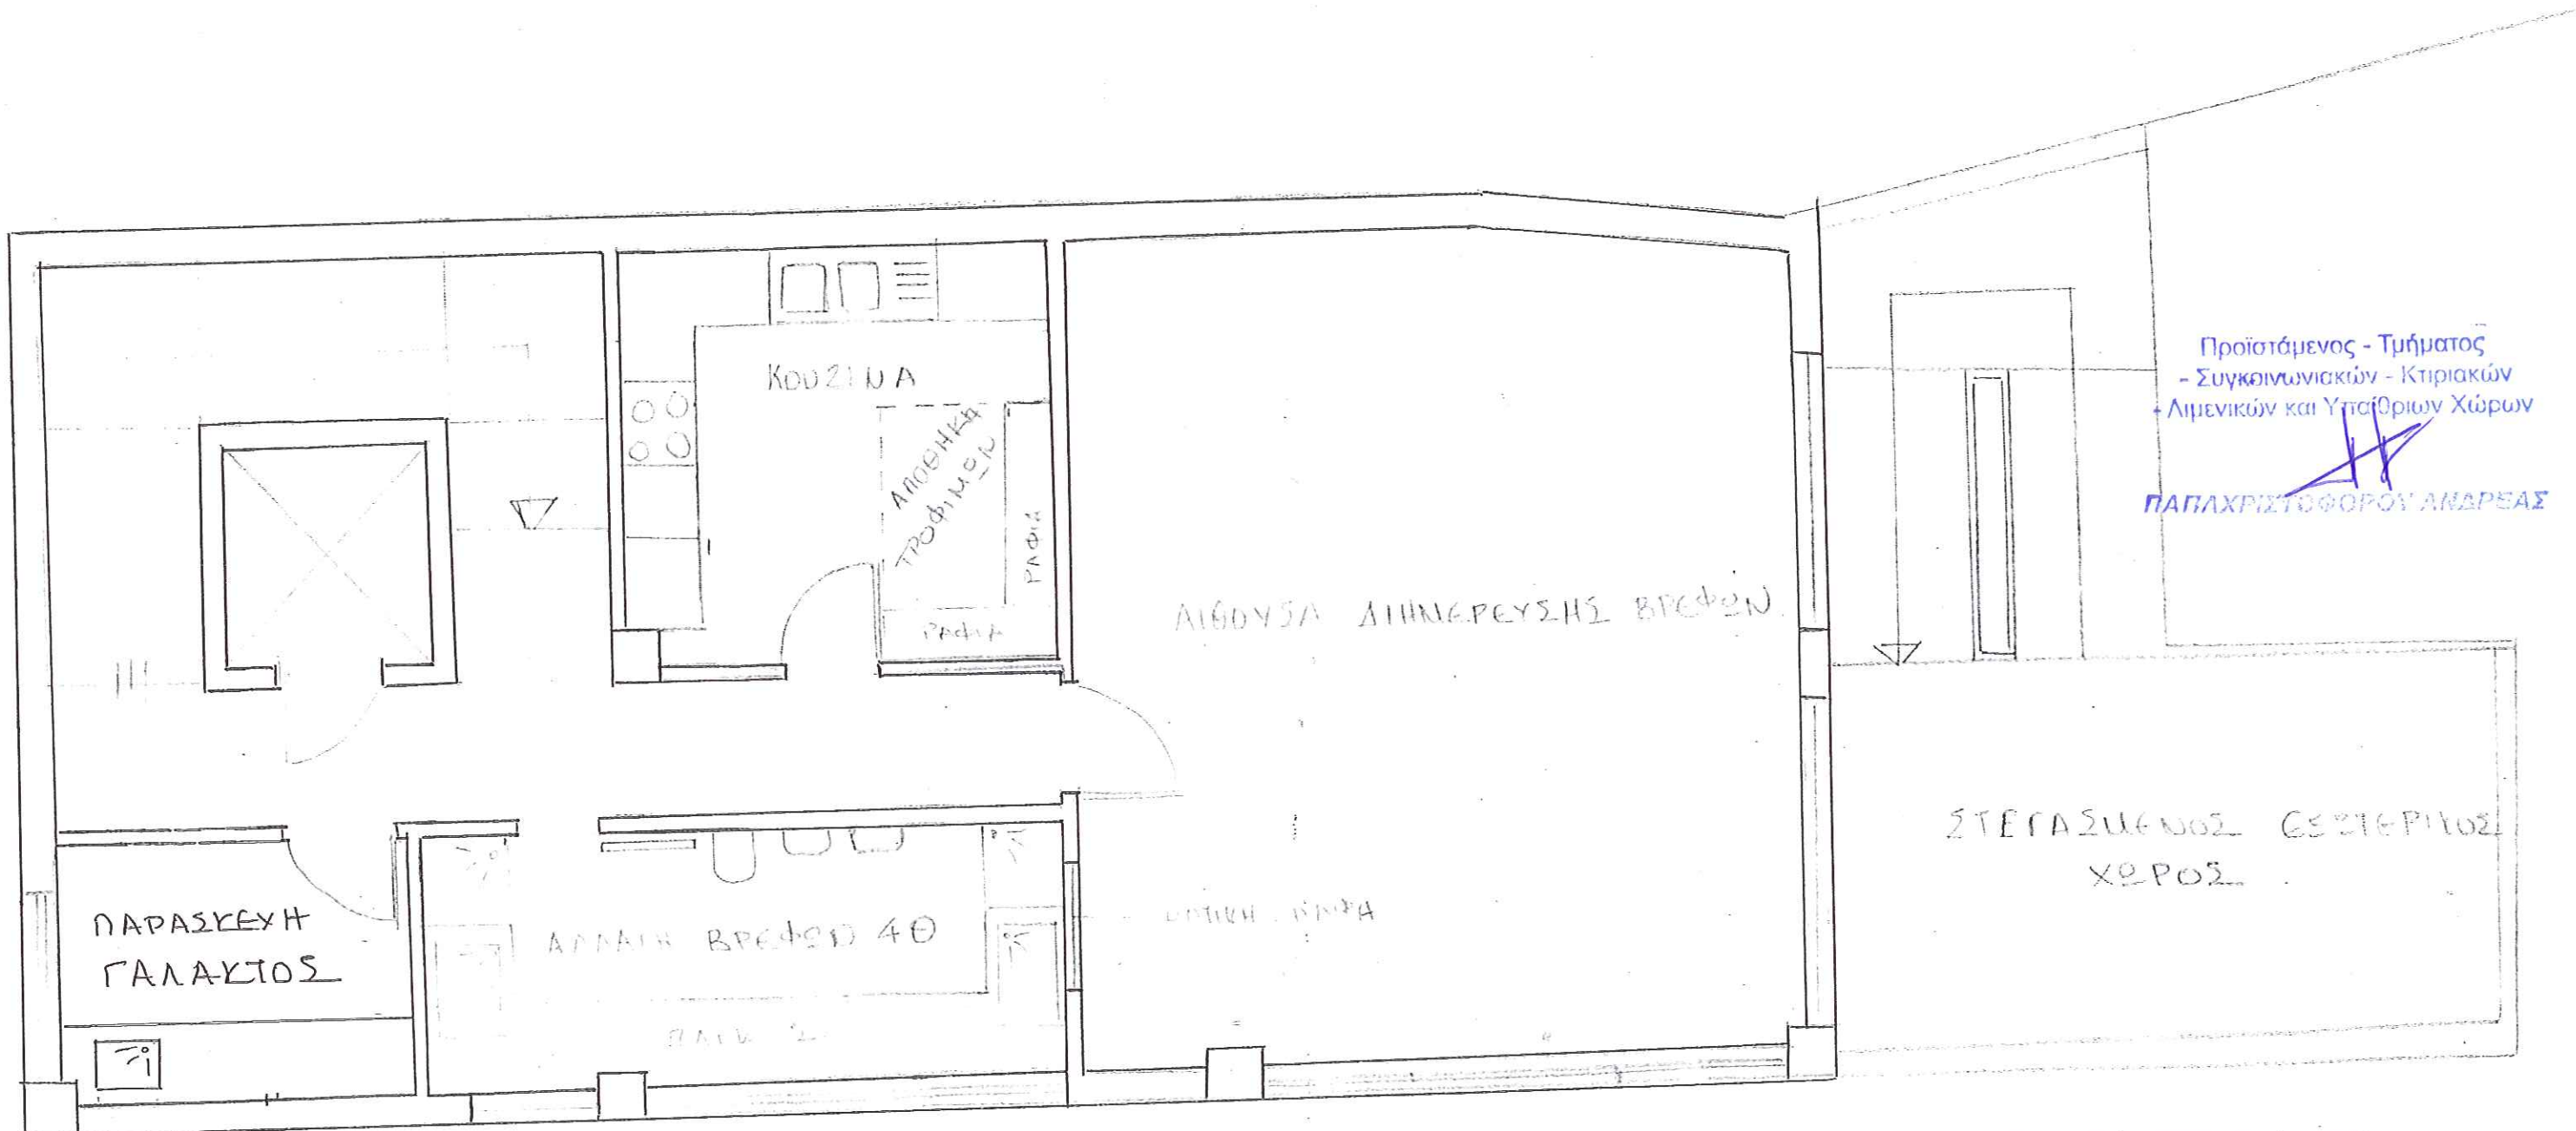 ΚΟΥΖΙΝΑ
ΑΠΟΘΗΚΗ
ΤΡΟΦΙΜΩΝ
ΡΑΦΙΑ
ΡΑΦΙΑ
ΑΙΘΟΥΣΑ ΔΙΗΜΕΡΕΥΣΗΣ ΒΡΕΦΩΝ
Προϊστάμενος - Τμήματος
- Συγκοινωνιακών - Κτιριακών
- Λιμενικών και Υπαίθριων Χώρων
ΠΑΠΑΧΡΙΣΤΟΦΟΡΟΥ ΑΝΔΡΕΑΣ
ΣΤΕΓΑΣΜΕΝΟΣ ΕΞΩΤΕΡΙΚΟΣ
ΧΩΡΟΣ
ΠΑΡΑΣΚΕΥΗ
ΓΑΛΑΚΤΟΣ
ΑΛΛΑΓΗ ΒΡΕΦΩΝ 4Θ